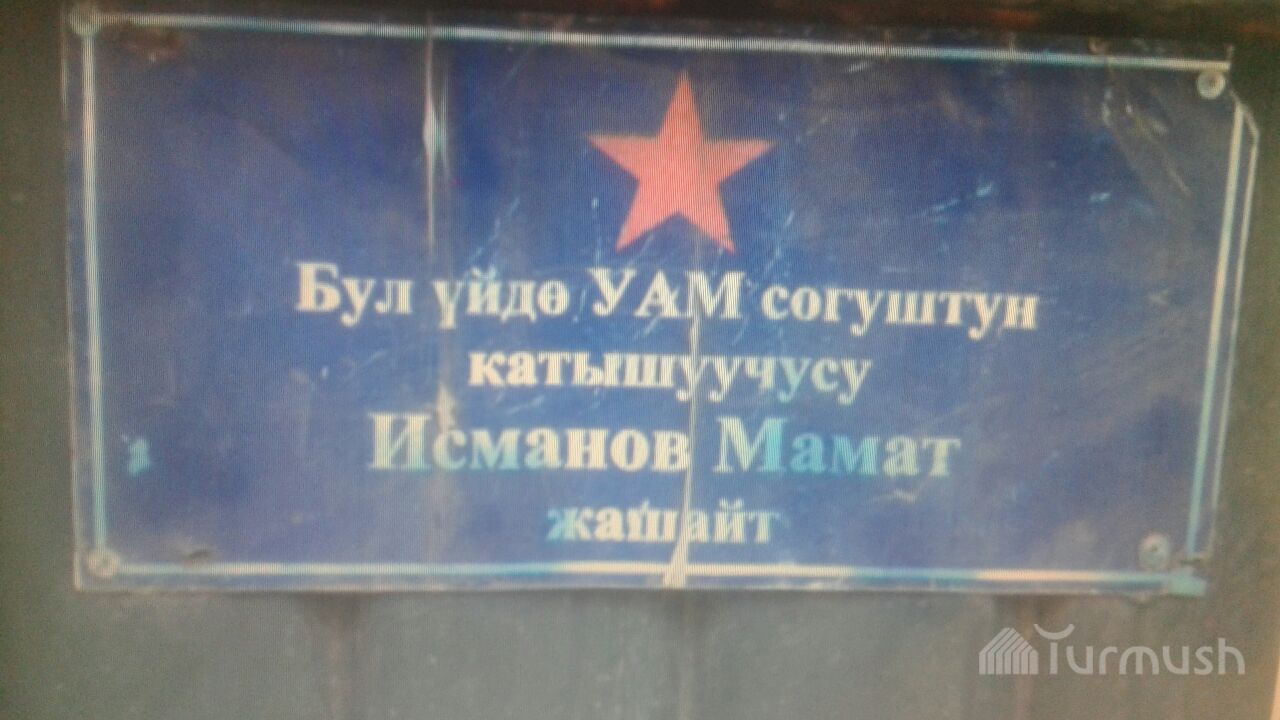 Бул үйдө УАМ согуштун
катышуучусу
Исманов Мамат
жашайт
Turmush